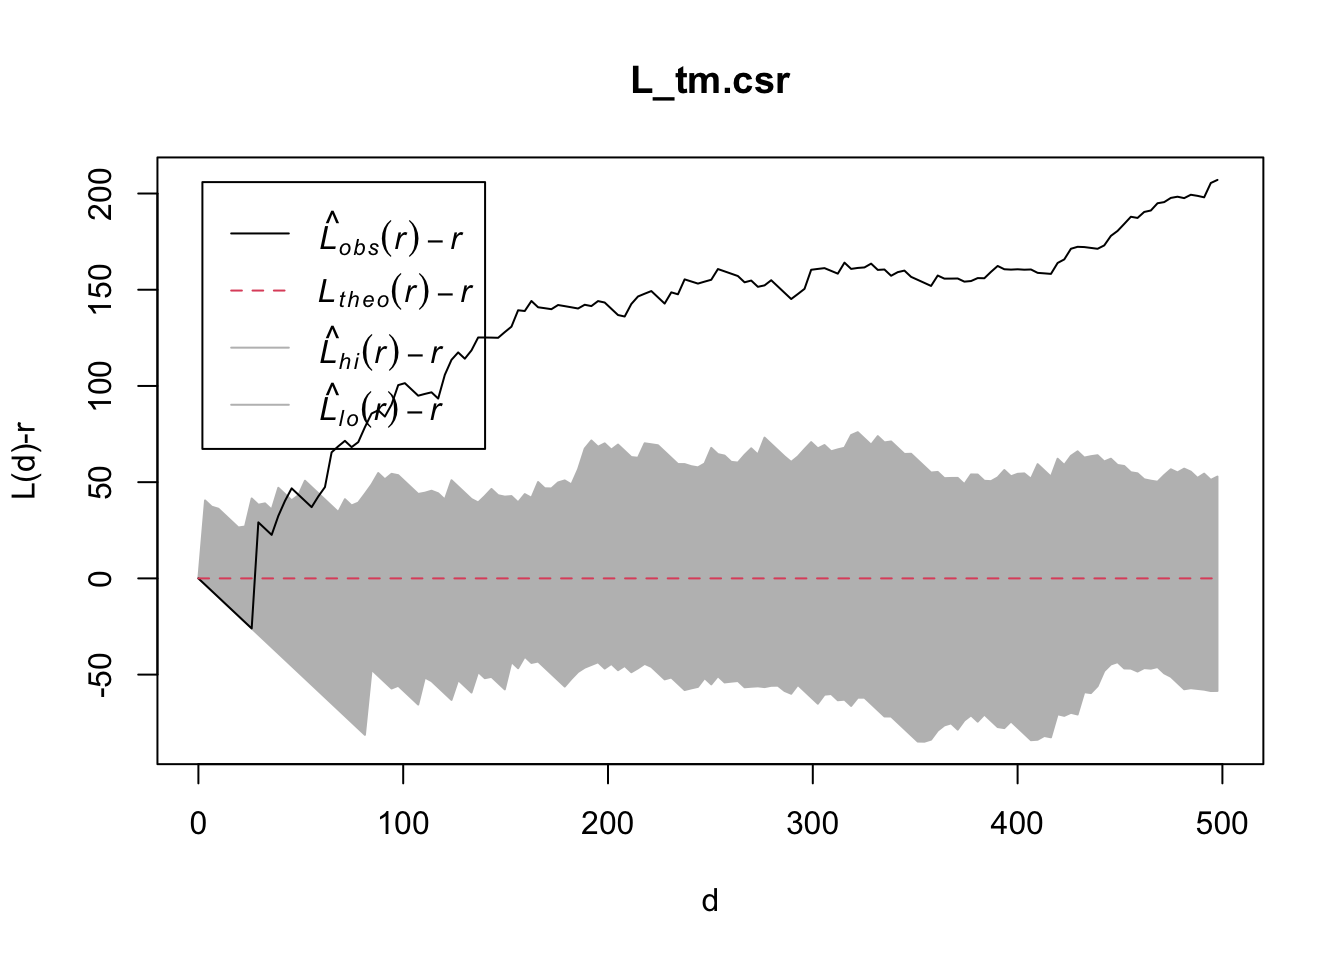 L_tm.csr
L̂obs(r) − r
Ltheo(r) − r
L̂hi(r) − r
L̂lo(r) − r
L(d)-r
200
150
100
50
0
-50
0 100 200 300 400 500
d